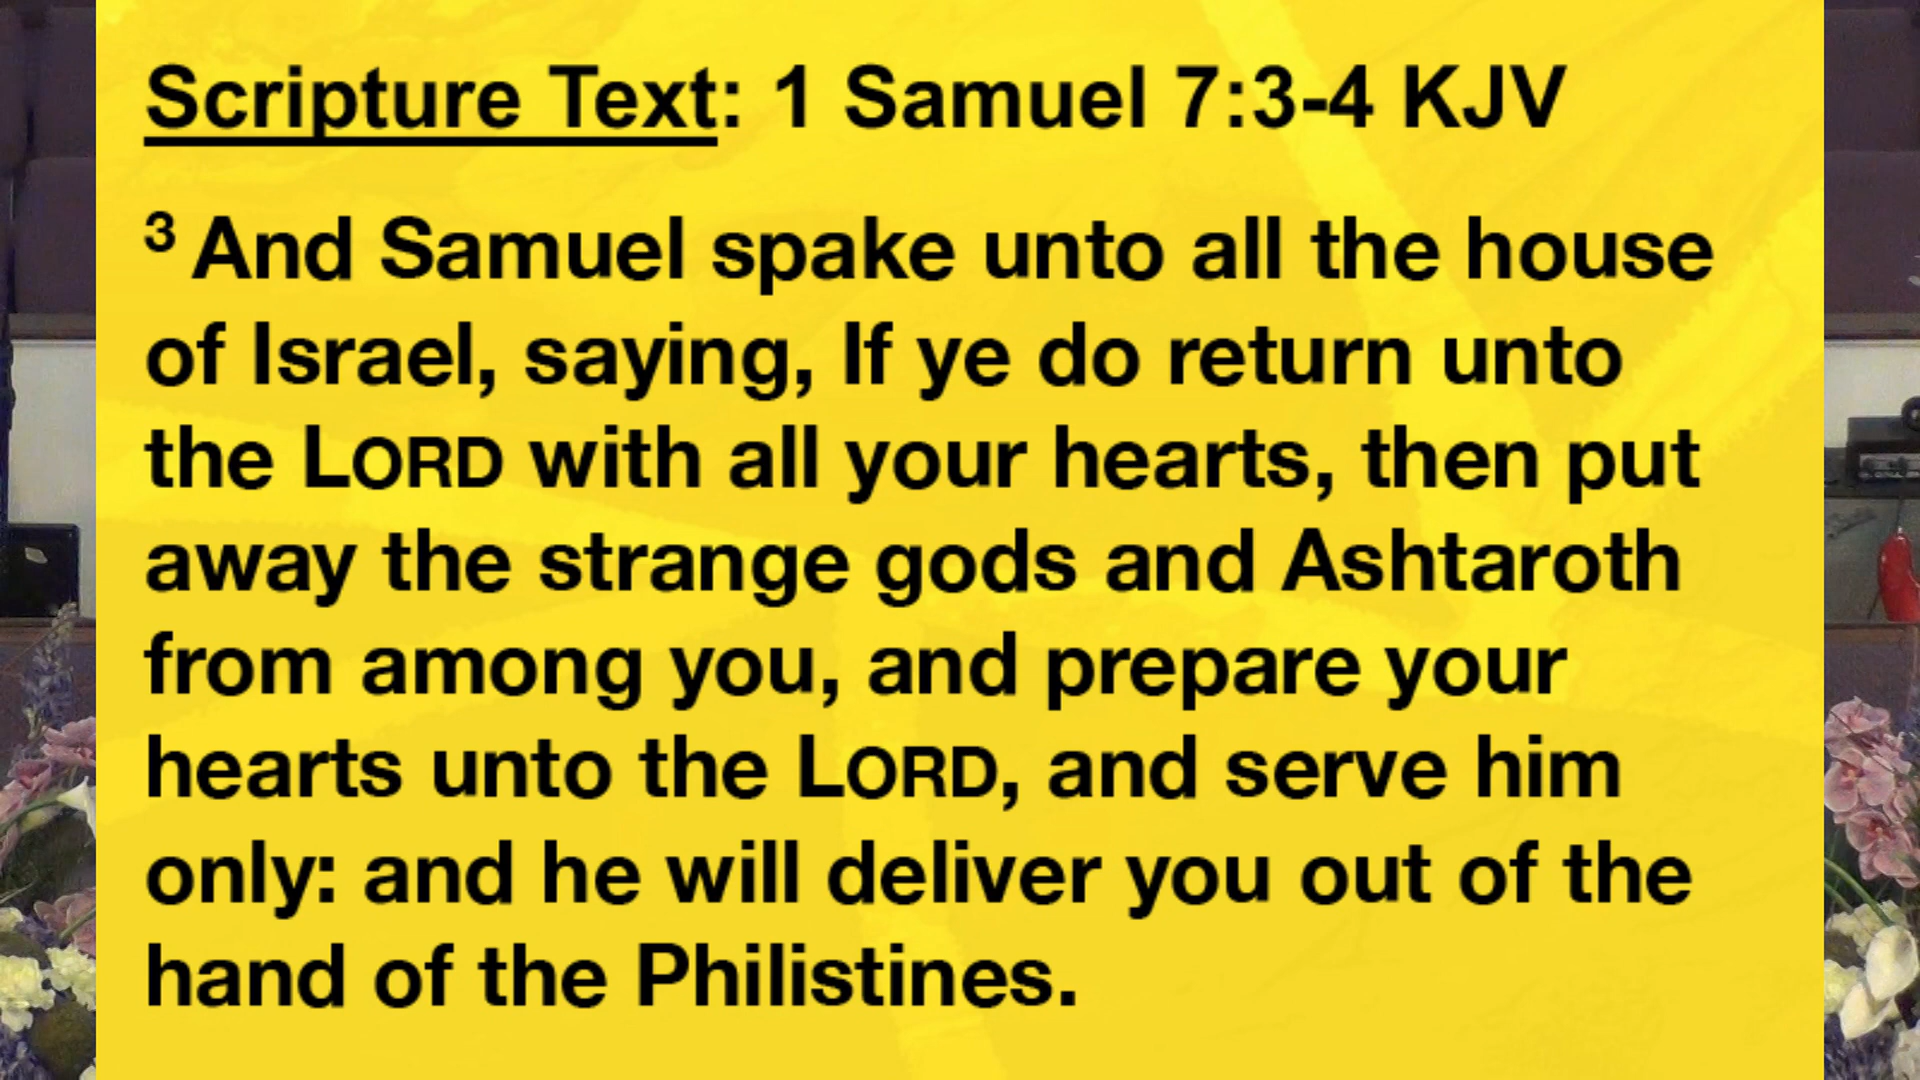 Scripture Text: 1 Samuel 7:3-4 KJV
³ And Samuel spake unto all the house
of Israel, saying, If ye do return unto
the LORD with all your hearts, then put
away the strange gods and Ashtaroth
from among you, and prepare your
hearts unto the LORD, and serve him
only: and he will deliver you out of the
hand of the Philistines.